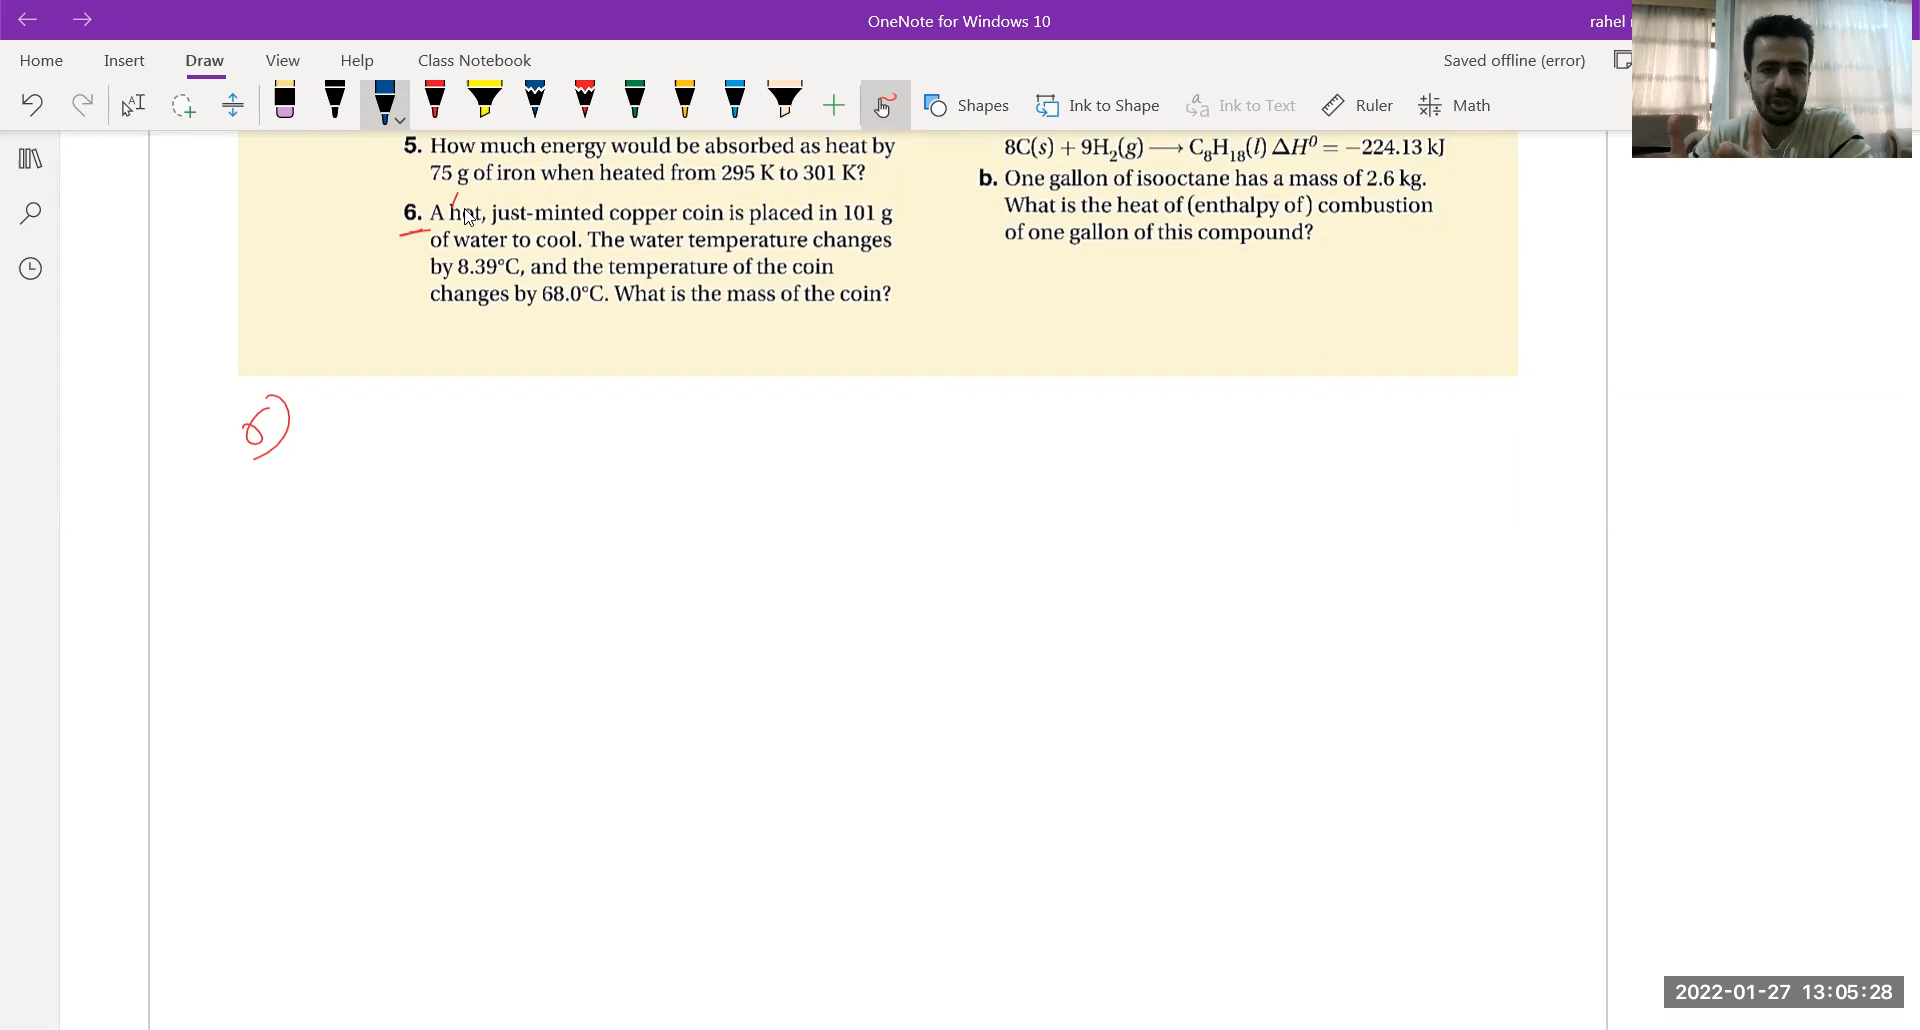 OneNote for Windows 10
rahel
Home Insert Draw View Help Class Notebook
Saved offline (error)
Shapes Ink to Shape Ink to Text Ruler Math
5. How much energy would be absorbed as heat by
75 g of iron when heated from 295 K to 301 K?
6. A hot, just-minted copper coin is placed in 101 g
of water to cool. The water temperature changes
by 8.39°C, and the temperature of the coin
changes by 68.0°C. What is the mass of the coin?
8C(s) + 9H₂(g) ⟶ C₈H₁₈(l) ΔH⁰ = −224.13 kJ
b. One gallon of isooctane has a mass of 2.6 kg.
What is the heat of (enthalpy of) combustion
of one gallon of this compound?
6)
2022-01-27 13:05:28